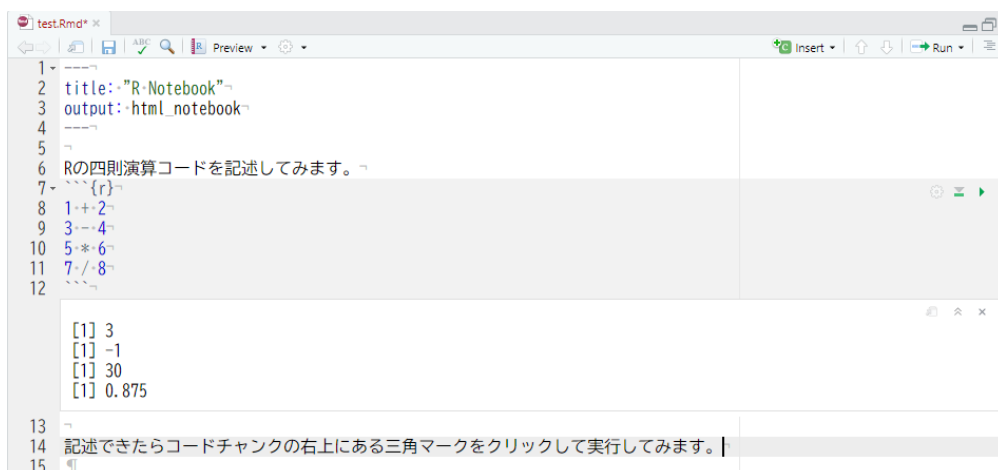 test.Rmd*
ABC Preview Insert Run
1 ---
2 title: "R Notebook"
3 output: html_notebook
4 ---
5
6 Rの四則演算コードを記述してみます。
7 ```{r}
8 1 + 2
9 3 - 4
10 5 * 6
11 7 / 8
12 ```
[1] 3
[1] -1
[1] 30
[1] 0.875
13
14 記述できたらコードチャンクの右上にある三角マークをクリックして実行してみます。
15